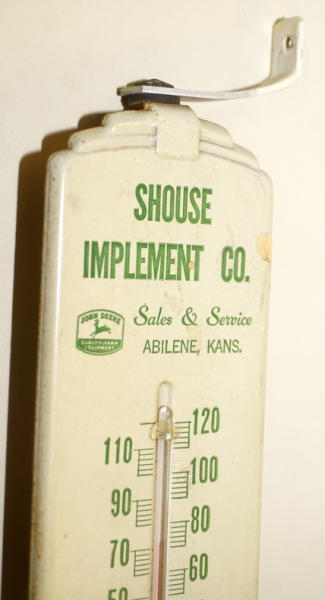 SHOUSE
IMPLEMENT CO.
JOHN DEERE
QUALITY FARM
EQUIPMENT
Sales & Service
ABILENE, KANS.
120
110
100
90
80
70
60
50